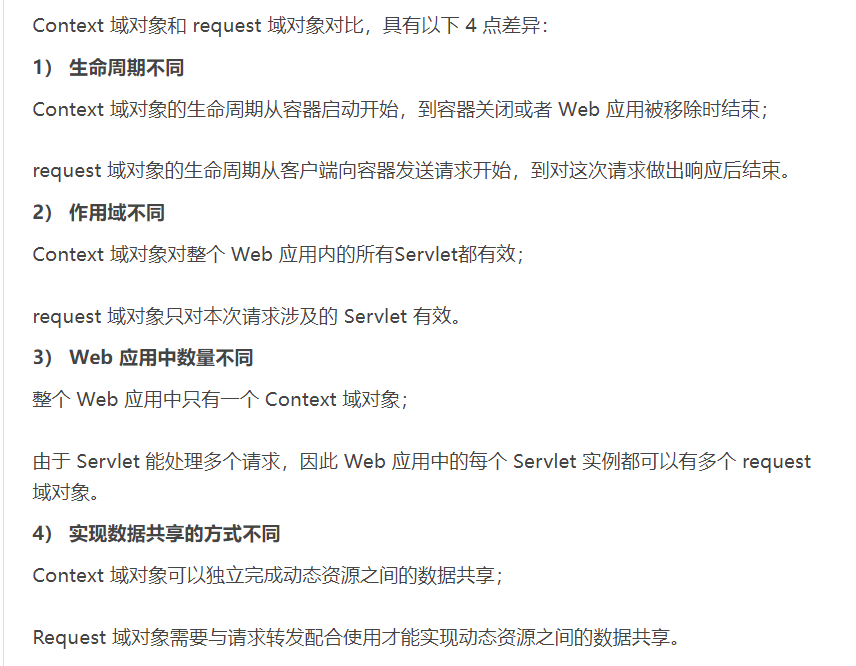 Context 域对象和 request 域对象对比，具有以下 4 点差异：
1） 生命周期不同
Context 域对象的生命周期从容器启动开始，到容器关闭或者 Web 应用被移除时结束；
request 域对象的生命周期从客户端向容器发送请求开始，到对这次请求做出响应后结束。
2） 作用域不同
Context 域对象对整个 Web 应用内的所有Servlet都有效；
request 域对象只对本次请求涉及的 Servlet 有效。
3） Web 应用中数量不同
整个 Web 应用中只有一个 Context 域对象；
由于 Servlet 能处理多个请求，因此 Web 应用中的每个 Servlet 实例都可以有多个 request
域对象。
4） 实现数据共享的方式不同
Context 域对象可以独立完成动态资源之间的数据共享；
Request 域对象需要与请求转发配合使用才能实现动态资源之间的数据共享。